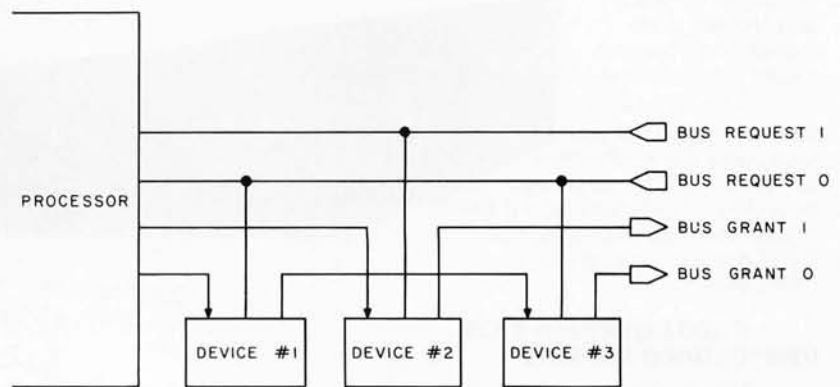 BUS REQUEST 1
BUS REQUEST 0
PROCESSOR
BUS GRANT 1
BUS GRANT 0
DEVICE #1
DEVICE #2
DEVICE #3